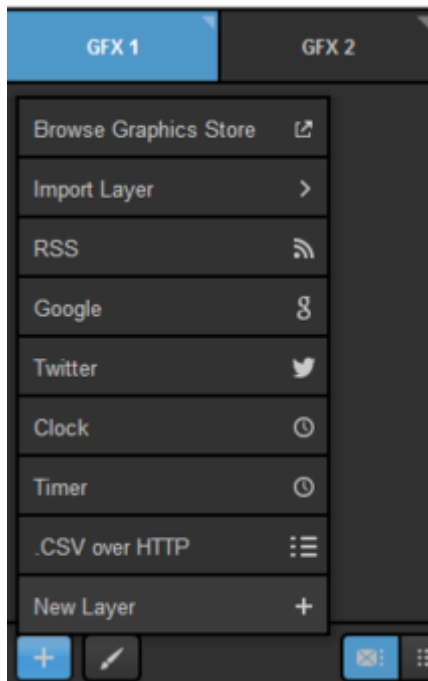 GFX 1
GFX 2
Browse Graphics Store
Import Layer
RSS
Google
Twitter
Clock
Timer
.CSV over HTTP
New Layer